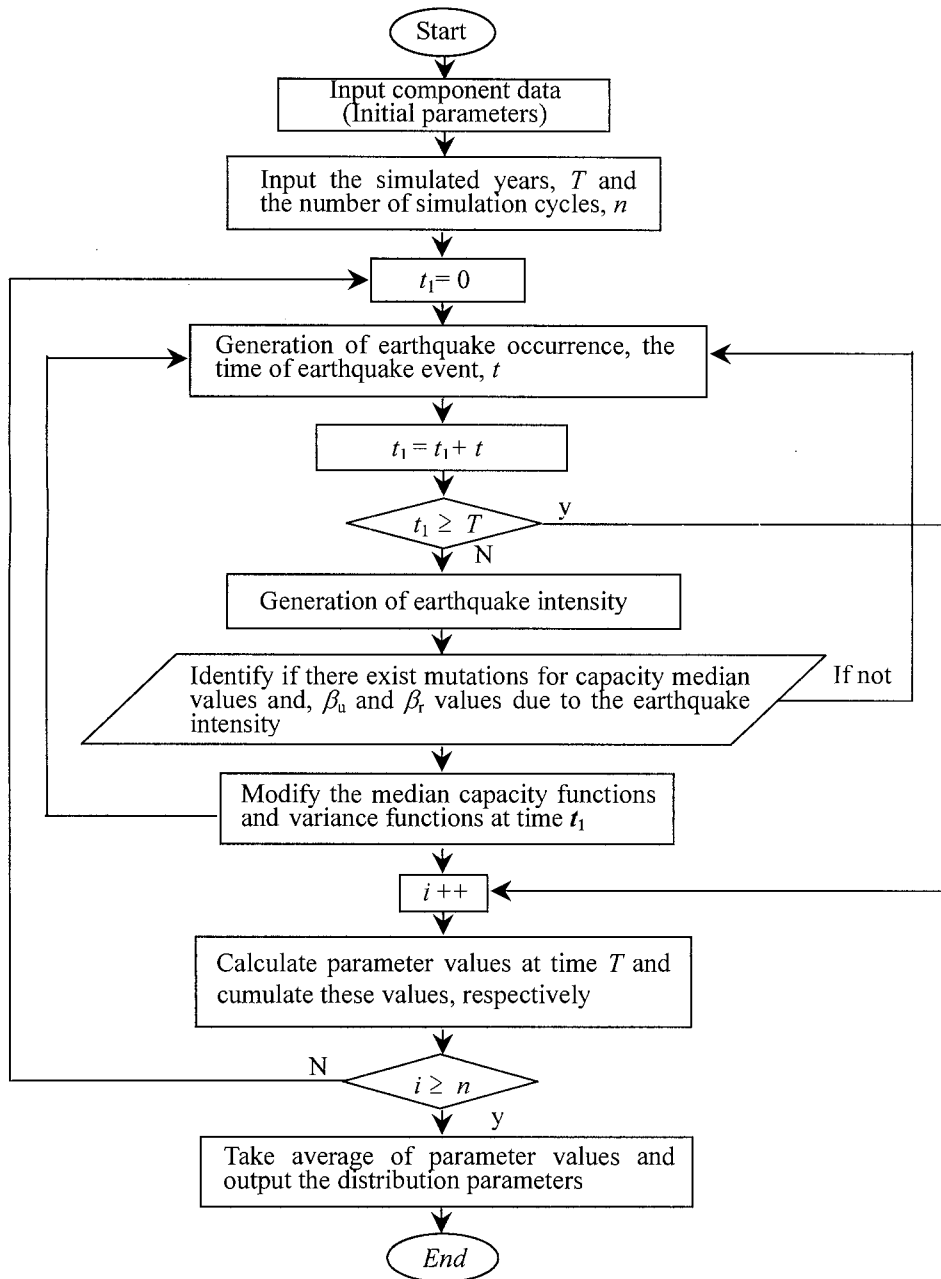 Start
Input component data
(Initial parameters)
Input the simulated years, T and
the number of simulation cycles, n
t₁= 0
Generation of earthquake occurrence, the
time of earthquake event, t
t₁ = t₁+ t
t₁ ≥ T
y
N
Generation of earthquake intensity
Identify if there exist mutations for capacity median
values and, βᵤ and βᵣ values due to the earthquake
intensity
If not
Modify the median capacity functions
and variance functions at time t₁
i ++
Calculate parameter values at time T and
cumulate these values, respectively
N
i ≥ n
y
Take average of parameter values and
output the distribution parameters
End